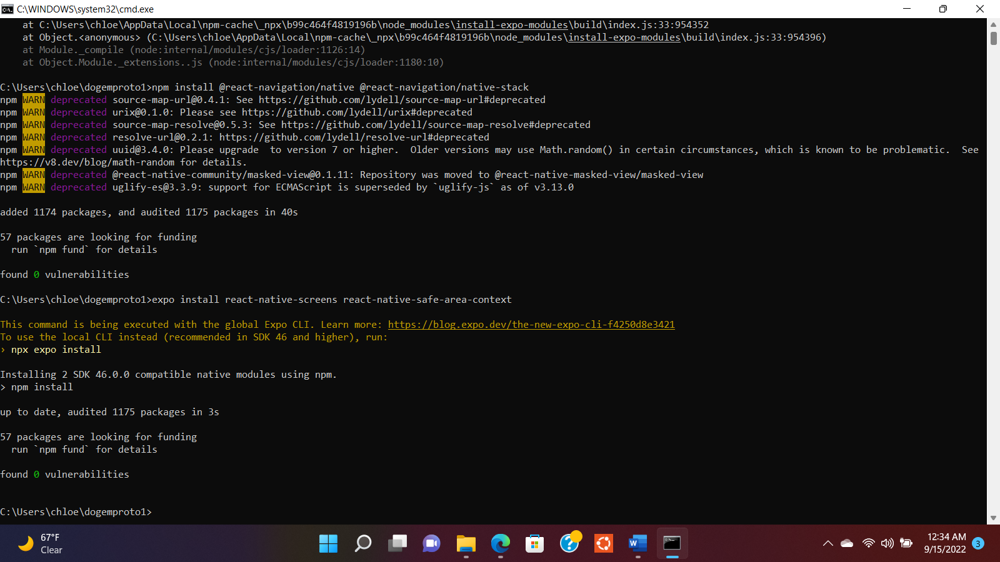 C:\WINDOWS\system32\cmd.exe
at C:\Users\chloe\AppData\Local\npm-cache\_npx\b99c464f4819196b\node_modules\install-expo-modules\build\index.js:33:954352
at Object.<anonymous> (C:\Users\chloe\AppData\Local\npm-cache\_npx\b99c464f4819196b\node_modules\install-expo-modules\build\index.js:33:954396)
at Module._compile (node:internal/modules/cjs/loader:1126:14)
at Object.Module._extensions..js (node:internal/modules/cjs/loader:1180:10)
C:\Users\chloe\dogemproto1>npm install @react-navigation/native @react-navigation/native-stack
npm WARN deprecated source-map-url@0.4.1: See https://github.com/lydell/source-map-url#deprecated
npm WARN deprecated urix@0.1.0: Please see https://github.com/lydell/urix#deprecated
npm WARN deprecated source-map-resolve@0.5.3: See https://github.com/lydell/source-map-resolve#deprecated
npm WARN deprecated resolve-url@0.2.1: https://github.com/lydell/resolve-url#deprecated
npm WARN deprecated uuid@3.4.0: Please upgrade  to version 7 or higher.  Older versions may use Math.random() in certain circumstances, which is known to be problematic.  See
https://v8.dev/blog/math-random for details.
npm WARN deprecated @react-native-community/masked-view@0.1.11: Repository was moved to @react-native-masked-view/masked-view
npm WARN deprecated uglify-es@3.3.9: support for ECMAScript is superseded by `uglify-js` as of v3.13.0
added 1174 packages, and audited 1175 packages in 40s
57 packages are looking for funding
run `npm fund` for details
found 0 vulnerabilities
C:\Users\chloe\dogemproto1>expo install react-native-screens react-native-safe-area-context
This command is being executed with the global Expo CLI. Learn more: https://blog.expo.dev/the-new-expo-cli-f4250d8e3421
To use the local CLI instead (recommended in SDK 46 and higher), run:
› npx expo install
Installing 2 SDK 46.0.0 compatible native modules using npm.
> npm install
up to date, audited 1175 packages in 3s
57 packages are looking for funding
run `npm fund` for details
found 0 vulnerabilities
C:\Users\chloe\dogemproto1>
67°F
Clear
12:34 AM
9/15/2022
3